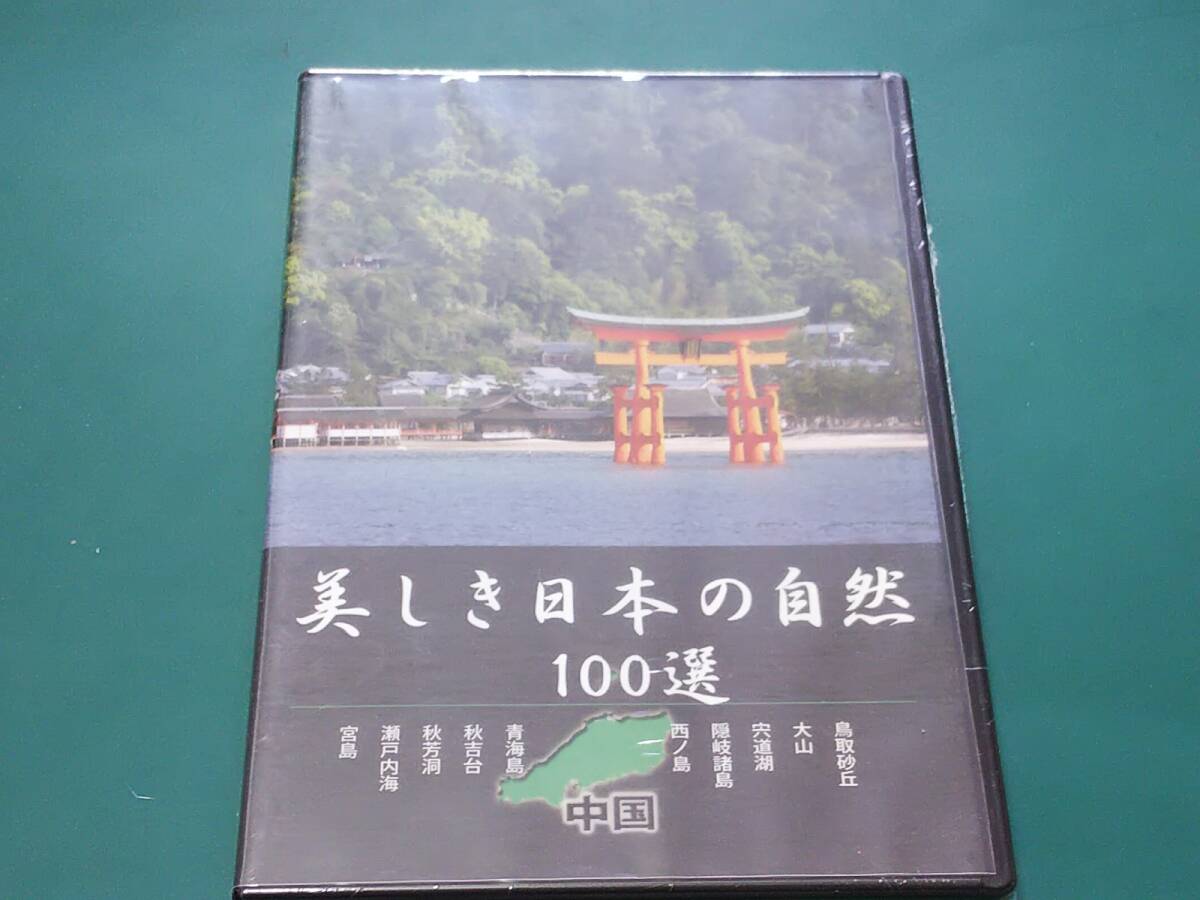 美しき日本の自然
100選
鳥取砂丘
大山
宍道湖
隠岐諸島
西ノ島
中国
青海島
秋吉台
秋芳洞
瀬戸内海
宮島